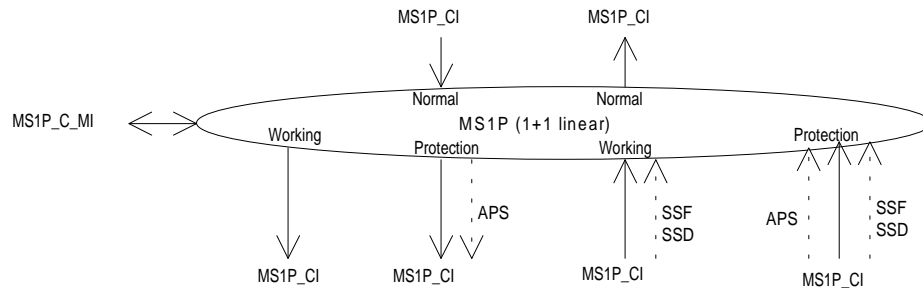 MS1P_CI
MS1P_CI
Normal
Normal
MS1P_C_MI
MS1P (1+1 linear)
Working
Protection
Working
Protection
APS
SSF
SSD
APS
SSF
SSD
MS1P_CI
MS1P_CI
MS1P_CI
MS1P_CI